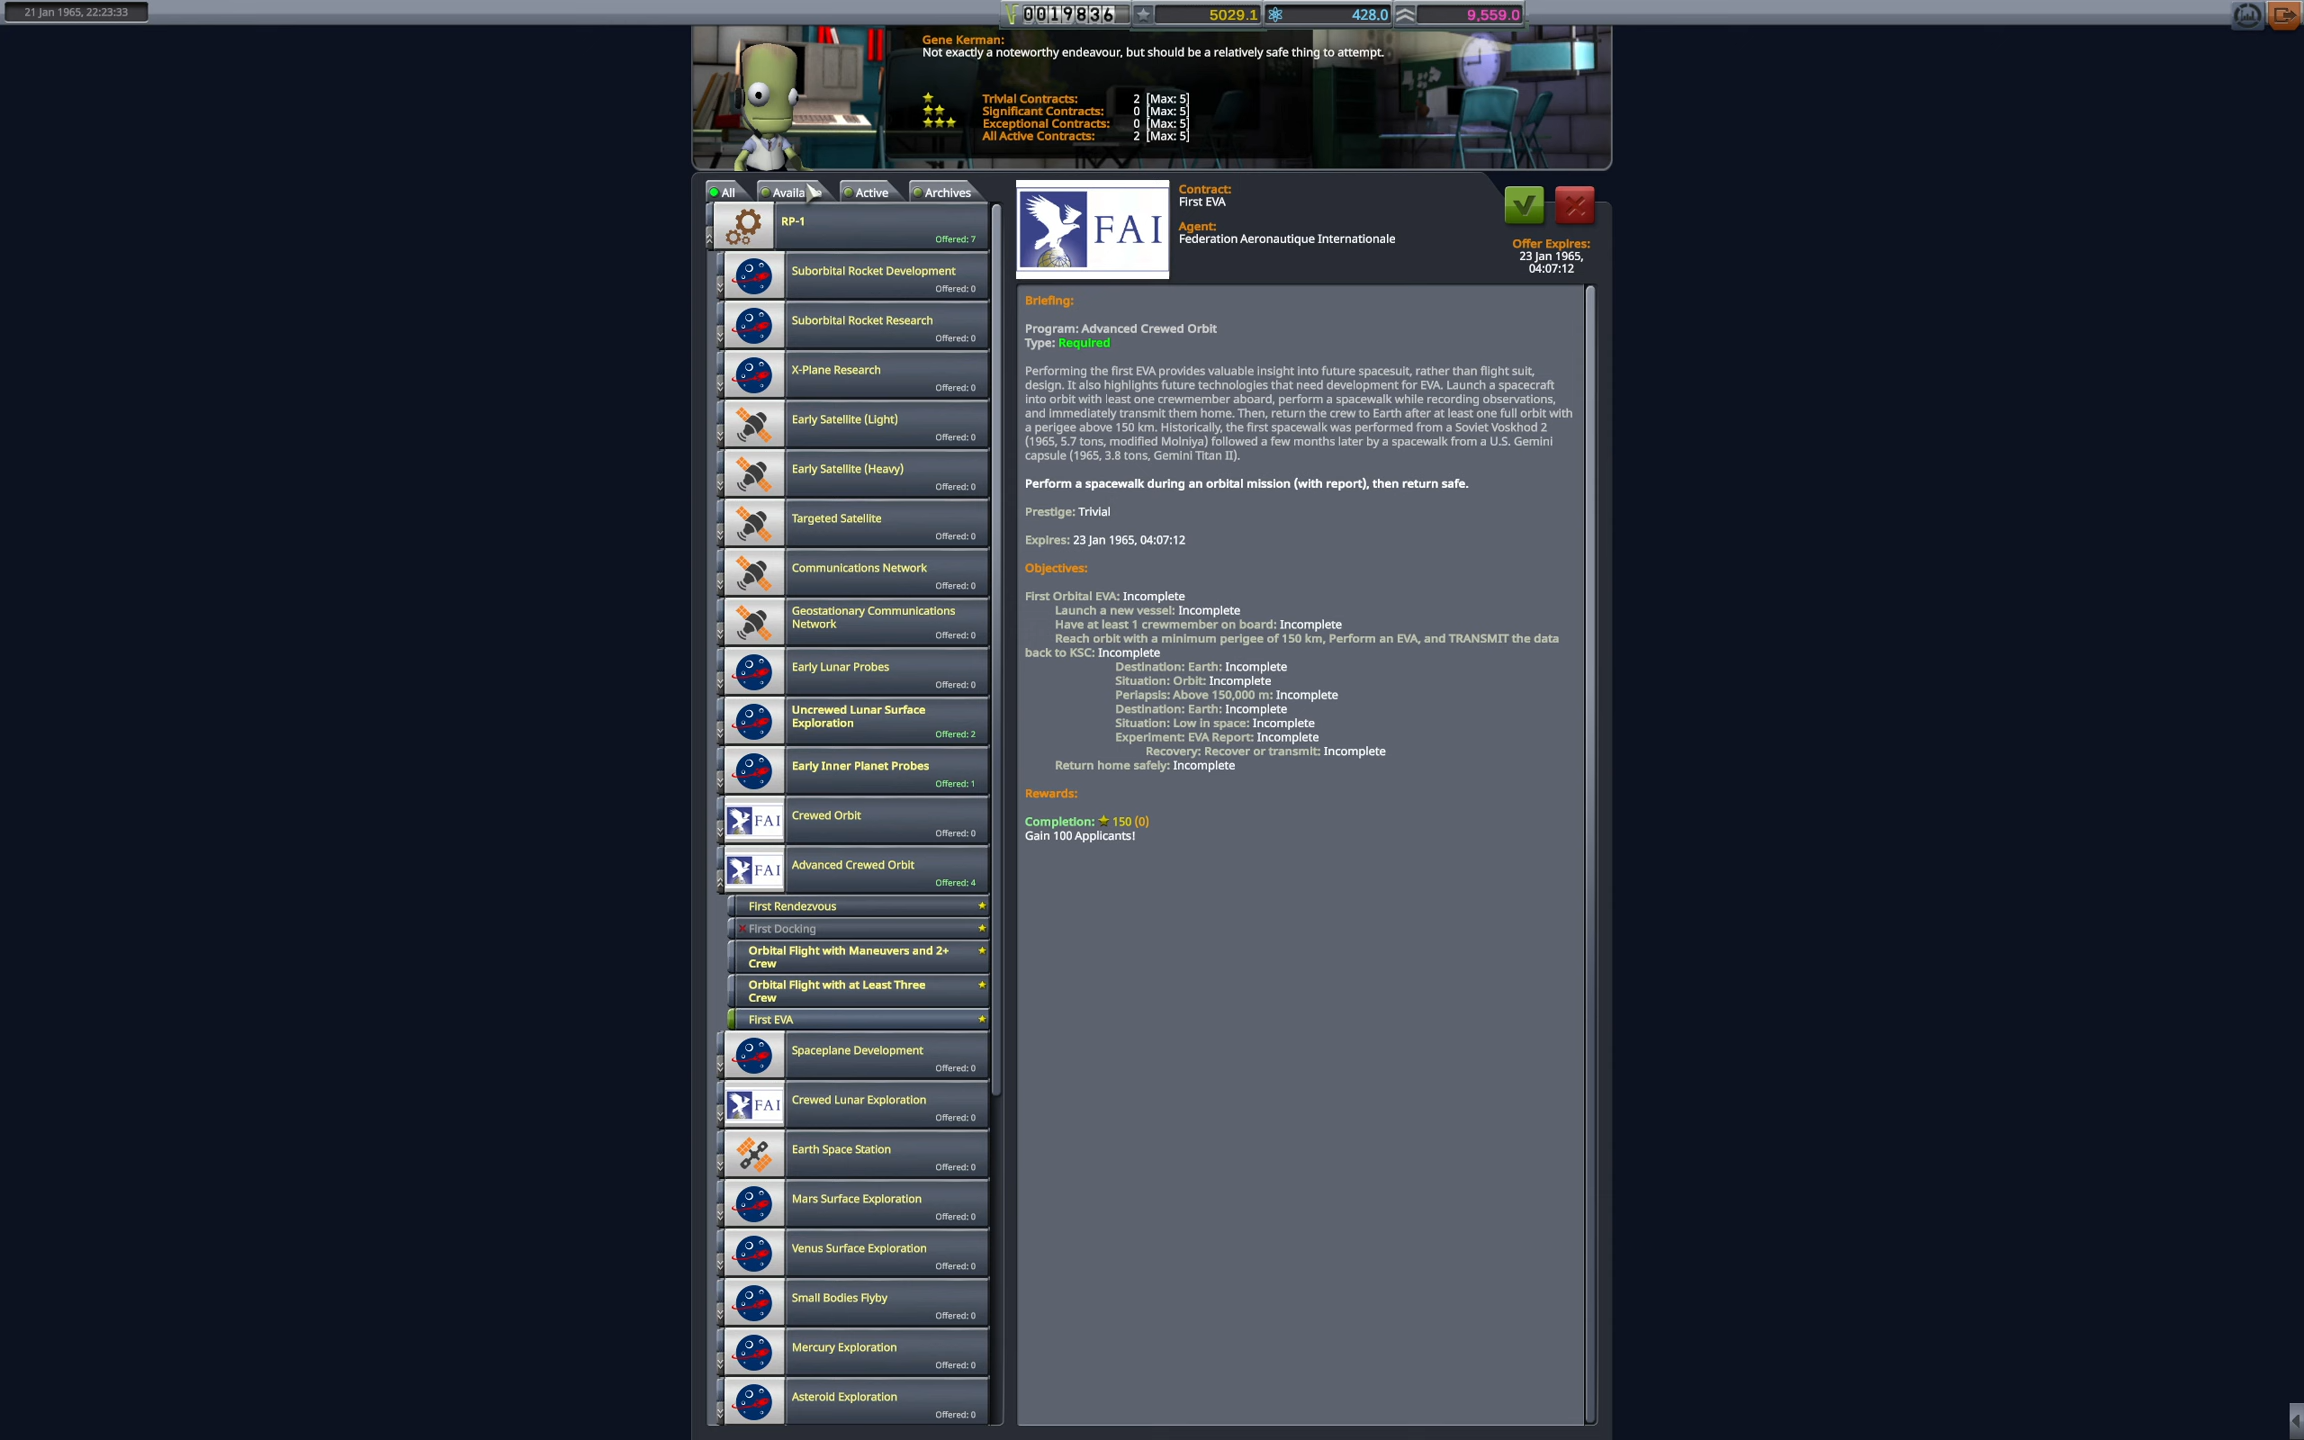 21 Jan 1965, 22:23:33
0019836
5029.1
428.0
9,559.0
Gene Kerman:
Not exactly a noteworthy endeavour, but should be a relatively safe thing to attempt.
Trivial Contracts: 2 [Max: 5]
Significant Contracts: 0 [Max: 5]
Exceptional Contracts: 0 [Max: 5]
All Active Contracts: 2 [Max: 5]
All
Availa
Active
Archives
RP-1
Offered: 7
Suborbital Rocket Development
Offered: 0
Suborbital Rocket Research
Offered: 0
X-Plane Research
Offered: 0
Early Satellite (Light)
Offered: 0
Early Satellite (Heavy)
Offered: 0
Targeted Satellite
Offered: 0
Communications Network
Offered: 0
Geostationary Communications
Network
Offered: 0
Early Lunar Probes
Offered: 0
Uncrewed Lunar Surface
Exploration
Offered: 2
Early Inner Planet Probes
Offered: 1
FAI
Crewed Orbit
Offered: 0
FAI
Advanced Crewed Orbit
Offered: 4
First Rendezvous
First Docking
Orbital Flight with Maneuvers and 2+
Crew
Orbital Flight with at Least Three
Crew
First EVA
Spaceplane Development
Offered: 0
FAI
Crewed Lunar Exploration
Offered: 0
Earth Space Station
Offered: 0
Mars Surface Exploration
Offered: 0
Venus Surface Exploration
Offered: 0
Small Bodies Flyby
Offered: 0
Mercury Exploration
Offered: 0
Asteroid Exploration
Offered: 0
FAI
Contract:
First EVA
Agent:
Federation Aeronautique Internationale
Offer Expires:
23 Jan 1965,
04:07:12
Briefing:
Program: Advanced Crewed Orbit
Type: Required
Performing the first EVA provides valuable insight into future spacesuit, rather than flight suit,
design. It also highlights future technologies that need development for EVA. Launch a spacecraft
into orbit with least one crewmember aboard, perform a spacewalk while recording observations,
and immediately transmit them home. Then, return the crew to Earth after at least one full orbit with
a perigee above 150 km. Historically, the first spacewalk was performed from a Soviet Voskhod 2
(1965, 5.7 tons, modified Molniya) followed a few months later by a spacewalk from a U.S. Gemini
capsule (1965, 3.8 tons, Gemini Titan II).
Perform a spacewalk during an orbital mission (with report), then return safe.
Prestige: Trivial
Expires: 23 Jan 1965, 04:07:12
Objectives:
First Orbital EVA: Incomplete
Launch a new vessel: Incomplete
Have at least 1 crewmember on board: Incomplete
Reach orbit with a minimum perigee of 150 km, Perform an EVA, and TRANSMIT the data
back to KSC: Incomplete
Destination: Earth: Incomplete
Situation: Orbit: Incomplete
Periapsis: Above 150,000 m: Incomplete
Destination: Earth: Incomplete
Situation: Low in space: Incomplete
Experiment: EVA Report: Incomplete
Recovery: Recover or transmit: Incomplete
Return home safely: Incomplete
Rewards:
Completion: 150 (0)
Gain 100 Applicants!